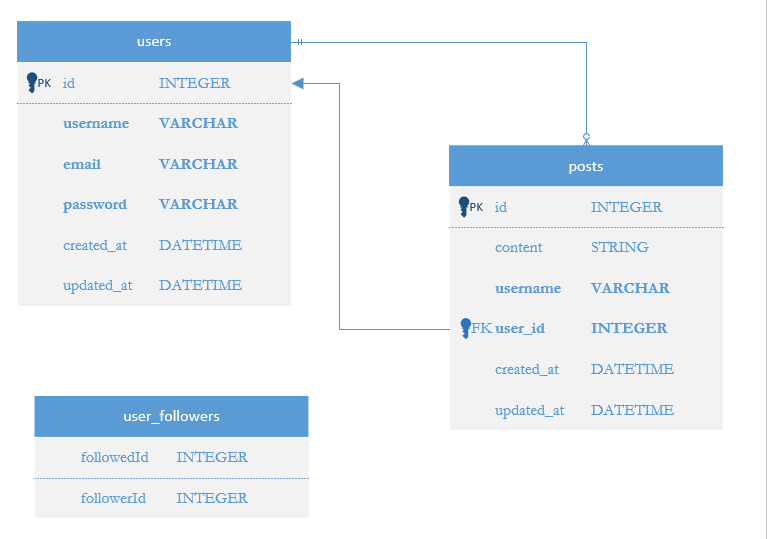 users
PK id INTEGER
username VARCHAR
email VARCHAR
password VARCHAR
created_at DATETIME
updated_at DATETIME
posts
PK id INTEGER
content STRING
username VARCHAR
FK user_id INTEGER
created_at DATETIME
updated_at DATETIME
user_followers
followedId INTEGER
followerId INTEGER